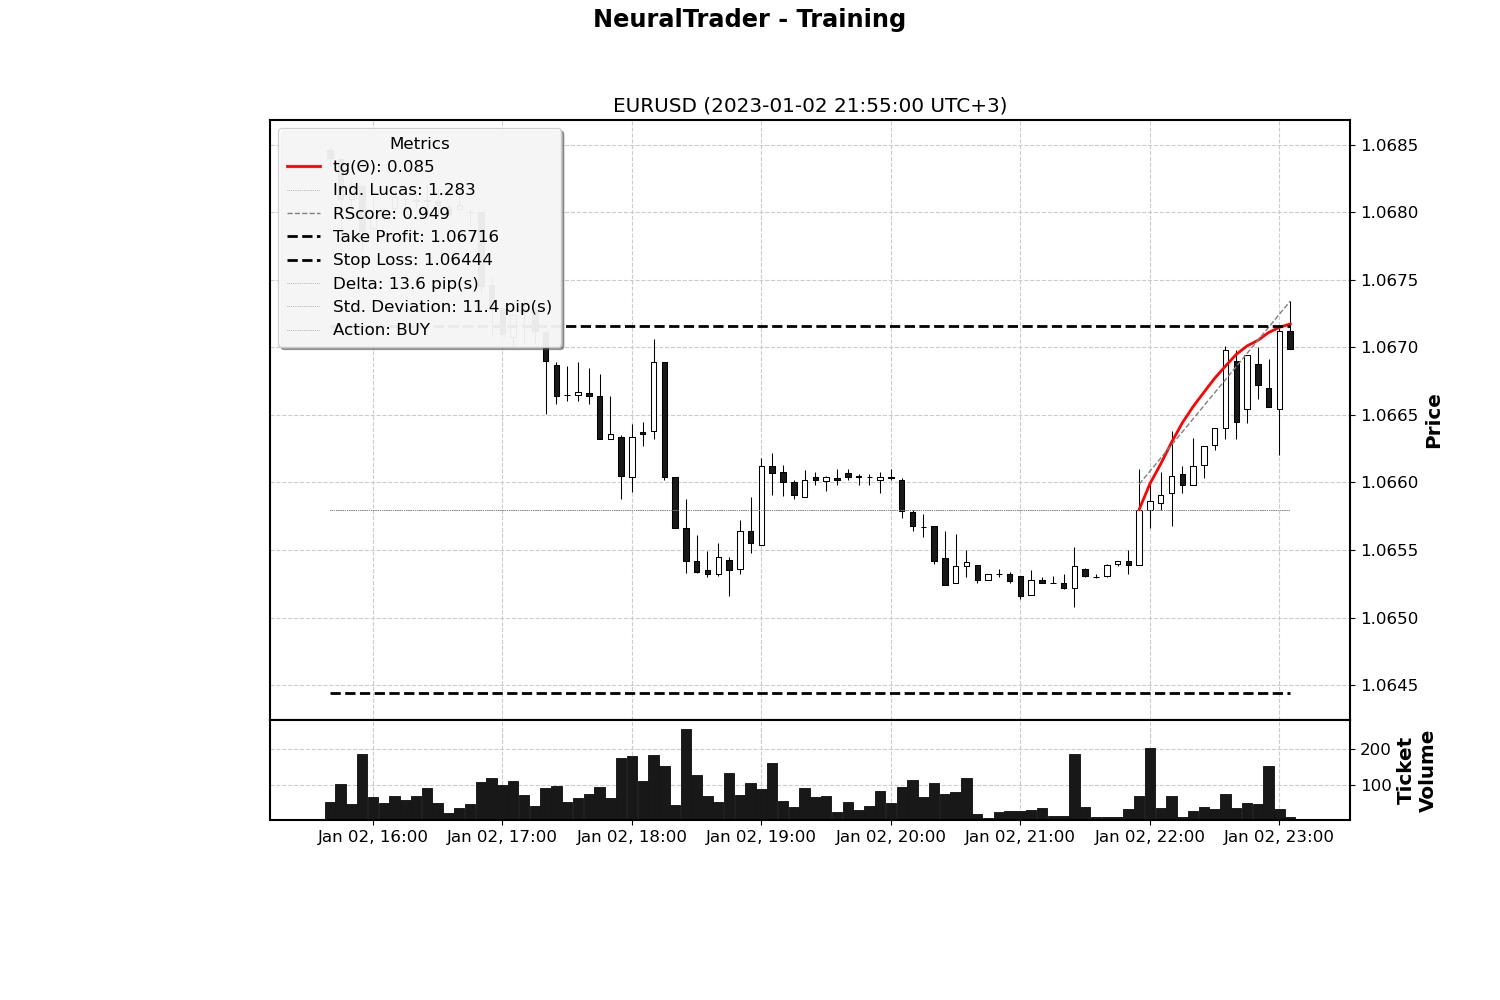 NeuralTrader - Training
EURUSD (2023-01-02 21:55:00 UTC+3)
Metrics
tg(Θ): 0.085
Ind. Lucas: 1.283
RScore: 0.949
Take Profit: 1.06716
Stop Loss: 1.06444
Delta: 13.6 pip(s)
Std. Deviation: 11.4 pip(s)
Action: BUY
1.0685
1.0680
1.0675
1.0670
1.0665
1.0660
1.0655
1.0650
1.0645
Price
200
100
Ticket
Volume
Jan 02, 16:00
Jan 02, 17:00
Jan 02, 18:00
Jan 02, 19:00
Jan 02, 20:00
Jan 02, 21:00
Jan 02, 22:00
Jan 02, 23:00